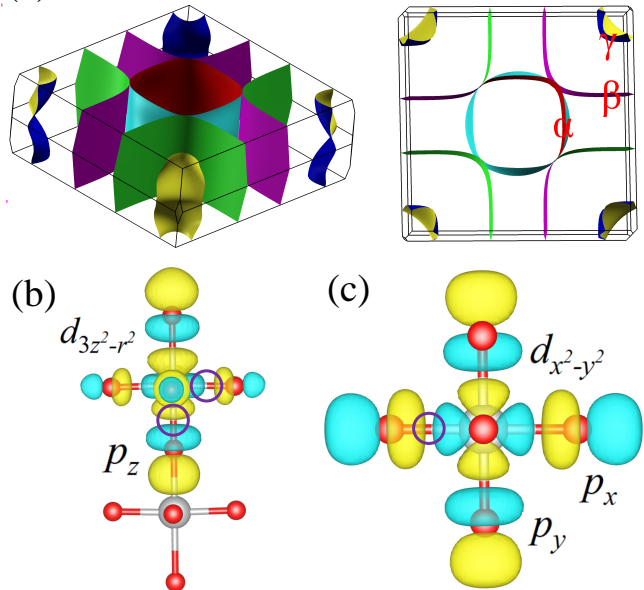 γ
β
α
(b)
(c)
d3z²-r²
dx²-y²
pz
px
py